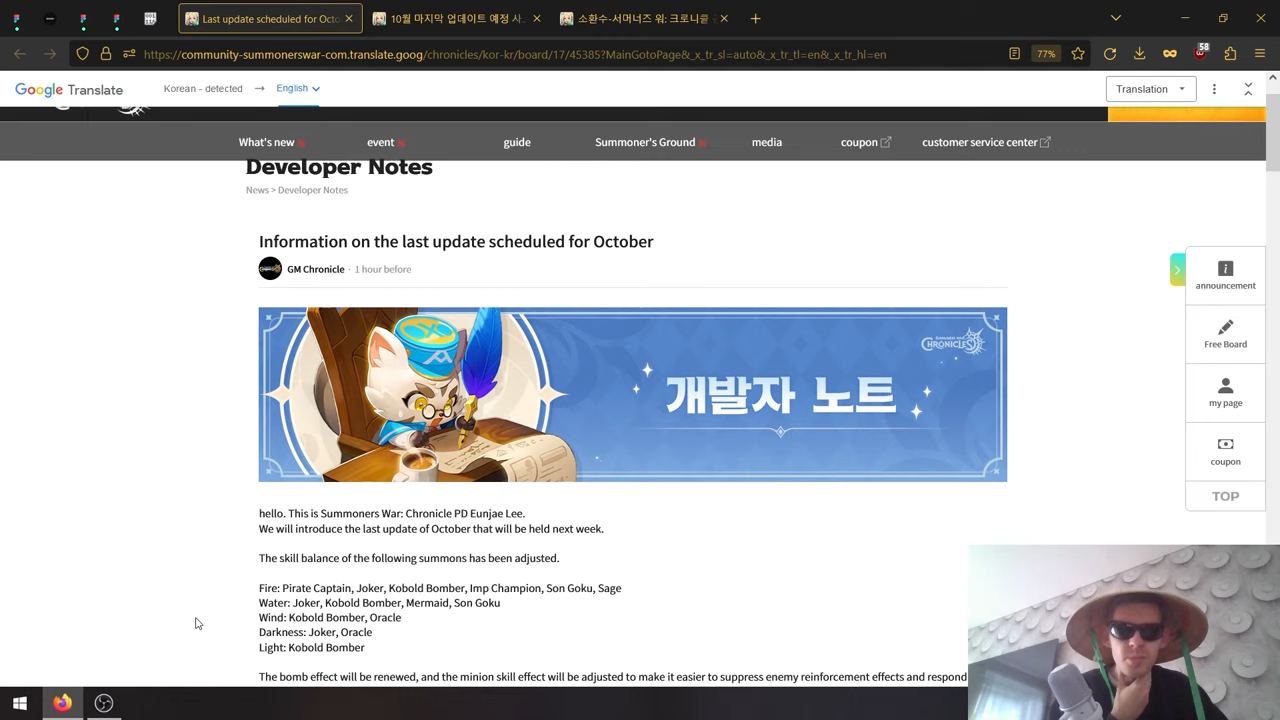 Last update scheduled for Octo
10월 마지막 업데이트 예정 사
소환수-서머너즈 워: 크로니클
https://community-summonerswar-com.translate.goog/chronicles/kor-kr/board/17/45385?MainGotoPage&_x_tr_sl=auto&_x_tr_tl=en&_x_tr_hl=en
77%
58
Google Translate
Korean - detected
English
Translation
What's new
event
guide
Summoner's Ground
media
coupon
customer service center
Developer Notes
News > Developer Notes
Information on the last update scheduled for October
GM Chronicle · 1 hour before
CHRONICLES
개발자 노트
announcement
Free Board
my page
coupon
TOP
hello. This is Summoners War: Chronicle PD Eunjae Lee.
We will introduce the last update of October that will be held next week.
The skill balance of the following summons has been adjusted.
Fire: Pirate Captain, Joker, Kobold Bomber, Imp Champion, Son Goku, Sage
Water: Joker, Kobold Bomber, Mermaid, Son Goku
Wind: Kobold Bomber, Oracle
Darkness: Joker, Oracle
Light: Kobold Bomber
The bomb effect will be renewed, and the minion skill effect will be adjusted to make it easier to suppress enemy reinforcement effects and respond